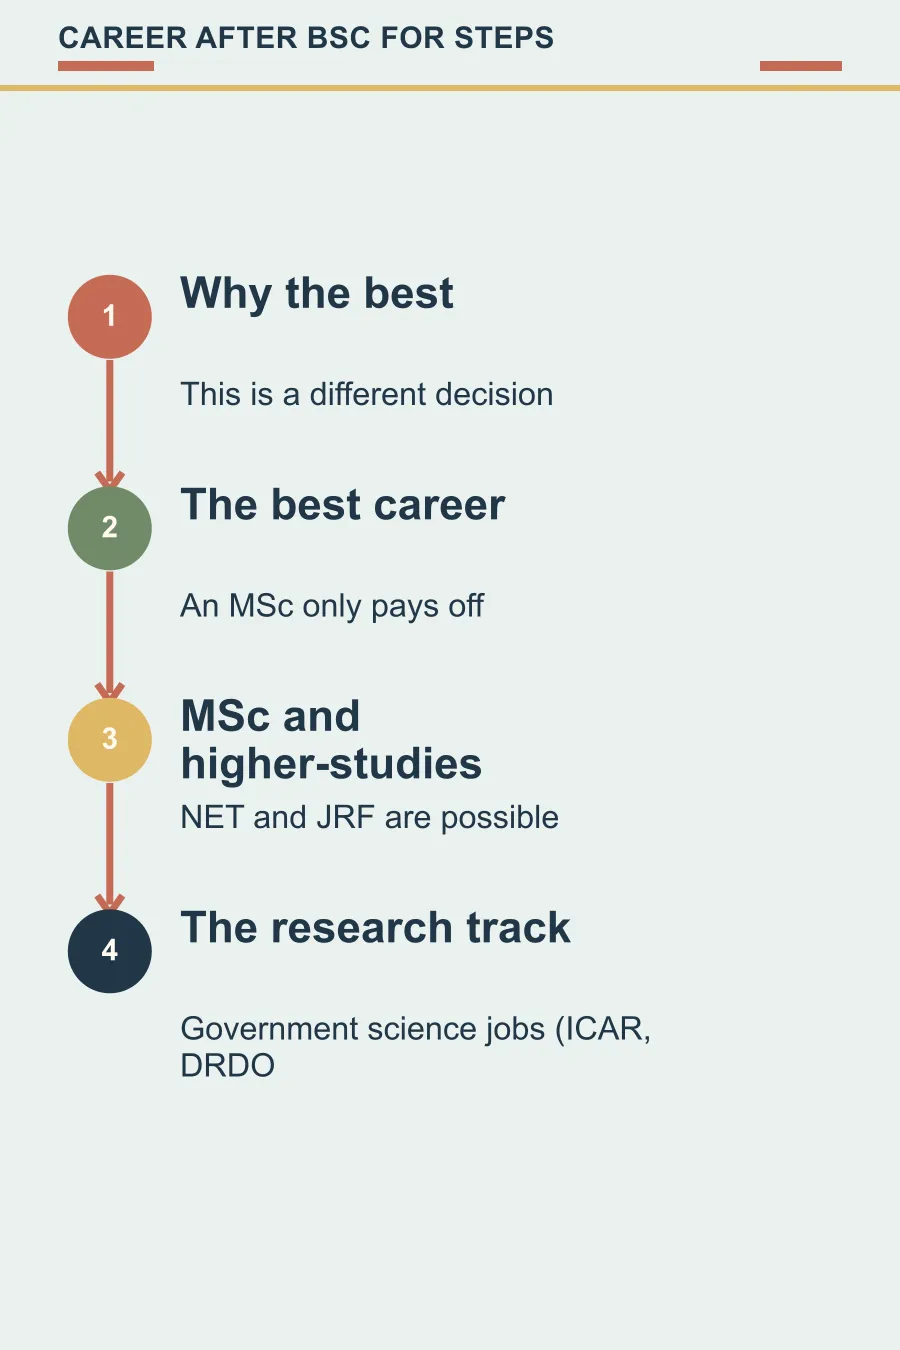 CAREER AFTER BSC FOR STEPS
1
Why the best
This is a different decision
2
The best career
An MSc only pays off
3
MSc and
higher-studies
NET and JRF are possible
4
The research track
Government science jobs (ICAR,
DRDO